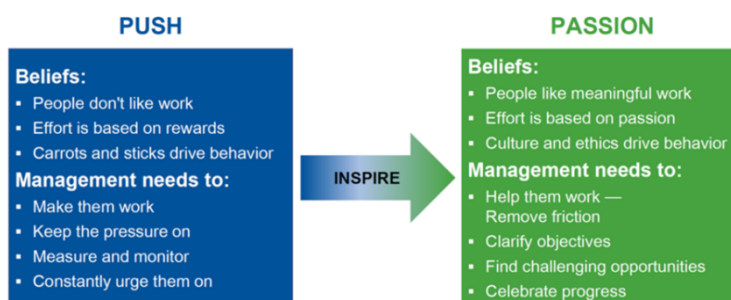 PUSH
Beliefs:
▪ People don't like work
▪ Effort is based on rewards
▪ Carrots and sticks drive behavior
Management needs to:
▪ Make them work
▪ Keep the pressure on
▪ Measure and monitor
▪ Constantly urge them on
INSPIRE
PASSION
Beliefs:
▪ People like meaningful work
▪ Effort is based on passion
▪ Culture and ethics drive behavior
Management needs to:
▪ Help them work —
Remove friction
▪ Clarify objectives
▪ Find challenging opportunities
▪ Celebrate progress